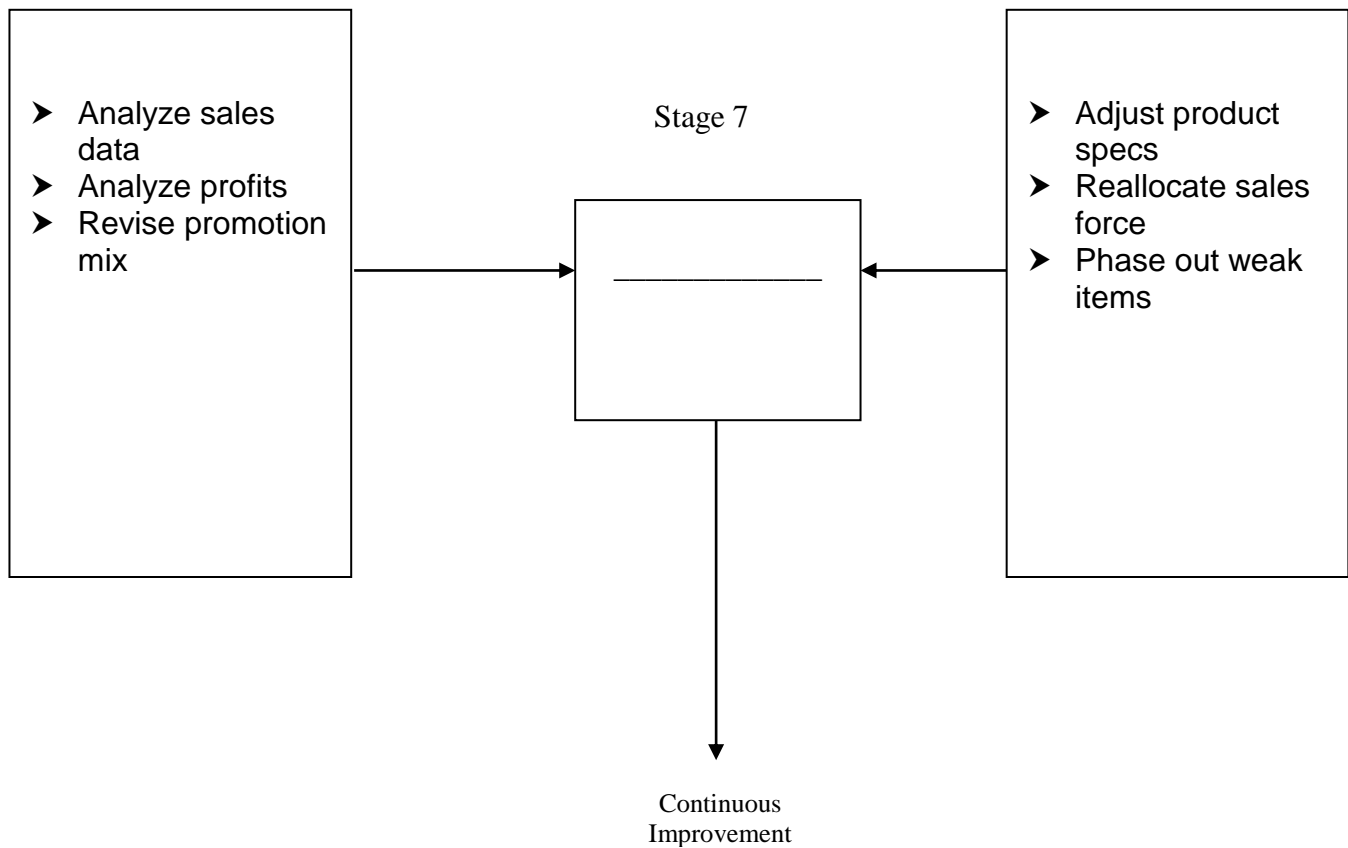 ➤ Analyze sales
data
➤ Analyze profits
➤ Revise promotion
mix
Stage 7
_____________
➤ Adjust product
specs
➤ Reallocate sales
force
➤ Phase out weak
items
Continuous
Improvement